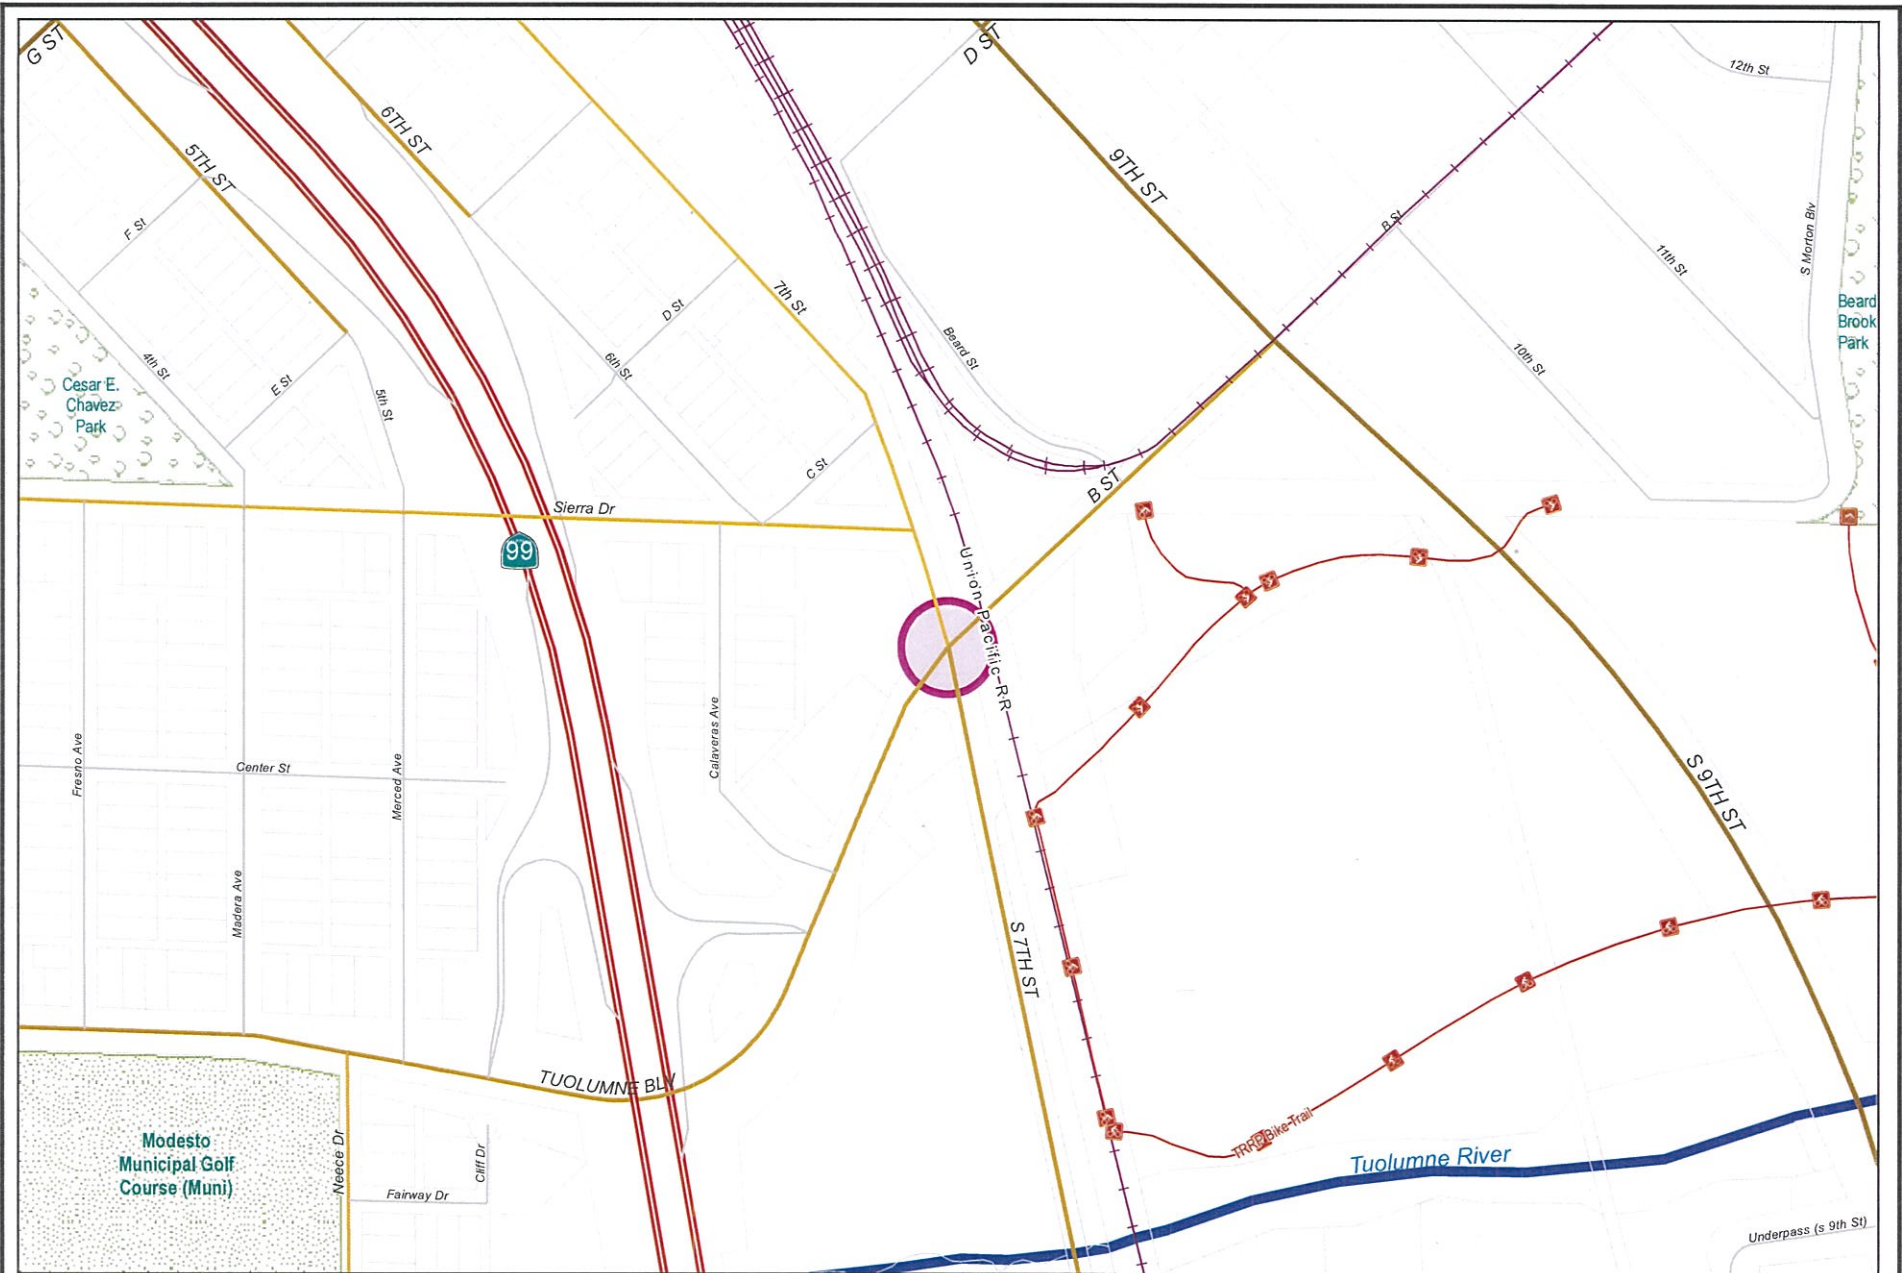 G ST
D ST
12th St
6TH ST
5TH ST
9TH ST
F St
B St
S Morton Blv
11th St
D St
7th St
Beard
Brook
Park
4th St
E St
6th St
Beard St
10th St
Cesar E.
Chavez
Park
5th St
C St
B ST
Sierra Dr
99
Union Pacific RR
Fresno Ave
Center St
Merced Ave
Calaveras Ave
S 9TH ST
Madera Ave
S 7TH ST
TUOLUMNE BLV
TRRP Bike Trail
Modesto
Municipal Golf
Course (Muni)
Neece Dr
Cliff Dr
Fairway Dr
Tuolumne River
Underpass (s 9th St)